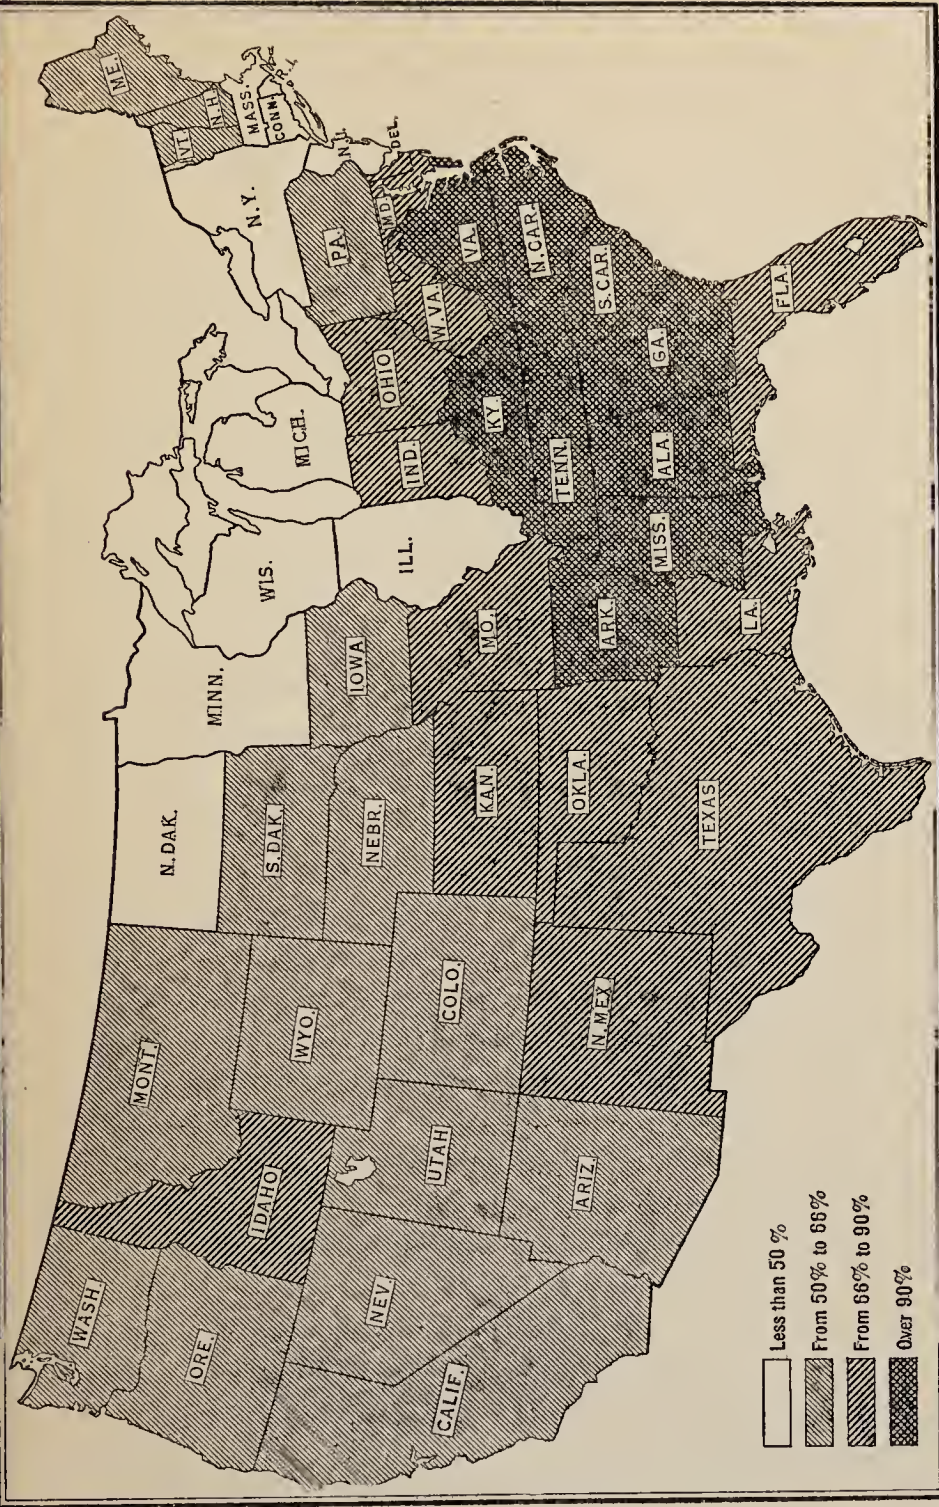 WASH.
ORE.
CALIF.
NEV.
IDAHO
MONT.
WYO.
UTAH
ARIZ.
COLO.
N.MEX.
N.DAK.
S.DAK.
NEBR.
KAN.
OKLA.
TEXAS
MINN.
IOWA
MO.
ARK.
LA.
WIS.
ILL.
MICH.
IND.
OHIO
KY.
TENN.
MISS.
ALA.
GA.
FLA.
S.CAR.
N.CAR.
VA.
W.VA.
MD.
DEL.
PA.
N.J.
N.Y.
CONN.
R.I.
MASS.
VT.
N.H.
ME.
Less than 50%
From 50% to 66%
From 66% to 90%
Over 90%